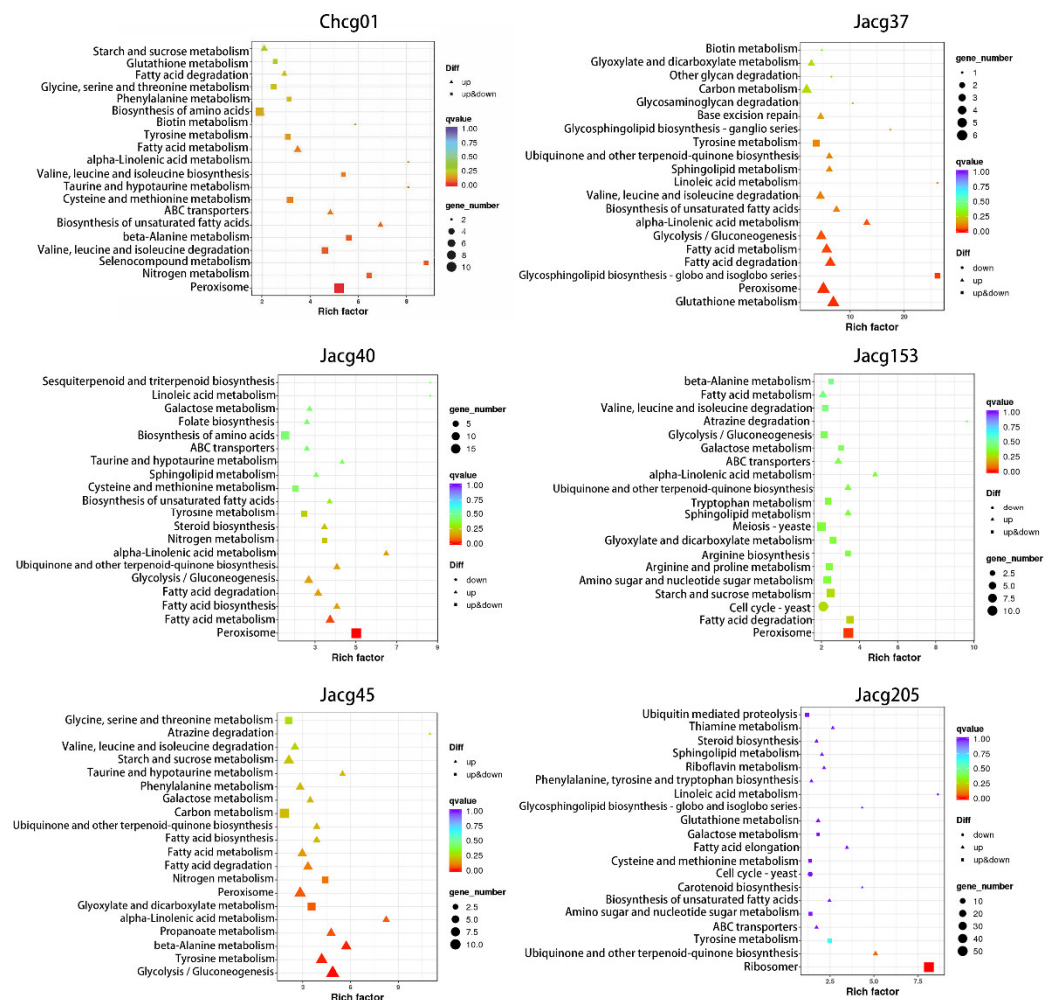 Chcg01
Starch and sucrose metabolism
Glutathione metabolism
Fatty acid degradation
Glycine, serine and threonine metabolism
Phenylalanine metabolism
Biosynthesis of amino acids
Biotin metabolism
Tyrosine metabolism
Fatty acid metabolism
alpha-Linolenic acid metabolism
Valine, leucine and isoleucine biosynthesis
Taurine and hypotaurine metabolism
Cysteine and methionine metabolism
ABC transporters
Biosynthesis of unsaturated fatty acids
beta-Alanine metabolism
Valine, leucine and isoleucine degradation
Selenocompound metabolism
Nitrogen metabolism
Peroxisome
2 4 6 8
Rich factor
Diff
up
up&down
qvalue
1.00
0.75
0.50
0.25
0.00
gene_number
2
4
6
8
10
Jacg37
Biotin metabolism
Glyoxylate and dicarboxylate metabolism
Other glycan degradation
Carbon metabolism
Glycosaminoglycan degradation
Base excision repain
Glycosphingolipid biosynthesis - ganglio series
Tyrosine metabolism
Ubiquinone and other terpenoid-quinone biosynthesis
Sphingolipid metabolism
Linoleic acid metabolism
Valine, leucine and isoleucine degradation
Biosynthesis of unsaturated fatty acids
alpha-Linolenic acid metabolism
Glycolysis / Gluconeogenesis
Fatty acid metabolism
Fatty acid degradation
Glycosphingolipid biosynthesis - globo and isoglobo series
Peroxisome
Glutathione metabolism
10 20
Rich factor
gene_number
1
2
3
4
5
6
qvalue
1.00
0.75
0.50
0.25
0.00
Diff
down
up
up&down
Jacg40
Sesquiterpenoid and triterpenoid biosynthesis
Linoleic acid metabolism
Galactose metabolism
Folate biosynthesis
Biosynthesis of amino acids
ABC transporters
Taurine and hypotaurine metabolism
Sphingolipid metabolism
Cysteine and methionine metabolism
Biosynthesis of unsaturated fatty acids
Tyrosine metabolism
Steroid biosynthesis
Nitrogen metabolism
alpha-Linolenic acid metabolism
Ubiquinone and other terpenoid-quinone biosynthesis
Glycolysis / Gluconeogenesis
Fatty acid degradation
Fatty acid biosynthesis
Fatty acid metabolism
Peroxisome
3 5 7 9
Rich factor
gene_number
5
10
15
qvalue
1.00
0.75
0.50
0.25
0.00
Diff
down
up
up&down
Jacg153
beta-Alanine metabolism
Fatty acid metabolism
Valine, leucine and isoleucine degradation
Atrazine degradation
Glycolysis / Gluconeogenesis
Galactose metabolism
ABC transporters
alpha-Linolenic acid metabolism
Ubiquinone and other terpenoid-quinone biosynthesis
Tryptophan metabolism
Sphingolipid metabolism
Meiosis - yeaste
Glyoxylate and dicarboxylate metabolism
Arginine biosynthesis
Arginine and proline metabolism
Amino sugar and nucleotide sugar metabolism
Starch and sucrose metabolism
Cell cycle - yeast
Fatty acid degradation
Peroxisome
2 4 6 8 10
Rich factor
qvalue
1.00
0.75
0.50
0.25
0.00
Diff
down
up
up&down
gene_number
2.5
5.0
7.5
10.0
Jacg45
Glycine, serine and threonine metabolism
Atrazine degradation
Valine, leucine and isoleucine degradation
Starch and sucrose metabolism
Taurine and hypotaurine metabolism
Phenylalanine metabolism
Galactose metabolism
Carbon metabolism
Ubiquinone and other terpenoid-quinone biosynthesis
Fatty acid biosynthesis
Fatty acid metabolism
Fatty acid degradation
Nitrogen metabolism
Peroxisome
Glyoxylate and dicarboxylate metabolism
alpha-Linolenic acid metabolism
Propanoate metabolism
beta-Alanine metabolism
Tyrosine metabolism
Glycolysis / Gluconeogenesis
3 5 7 9
Rich factor
Diff
up
up&down
qvalue
1.00
0.75
0.50
0.25
0.00
gene_number
2.5
5.0
7.5
10.0
Jacg205
Ubiquitin mediated proteolysis
Thiamine metabolism
Steroid biosynthesis
Sphingolipid metabolism
Riboflavin metabolism
Phenylalanine, tyrosine and tryptophan biosynthesis
Linoleic acid metabolism
Glycosphingolipid biosynthesis - globo and isoglobo series
Glutathione metabolisn
Galactose metabolism
Fatty acid elongation
Cysteine and methionine metabolism
Cell cycle - yeast
Carotenoid biosynthesis
Biosynthesis of unsaturated fatty acids
Amino sugar and nucleotide sugar metabolism
ABC transporters
Tyrosine metabolism
Ubiquinone and other terpenoid-quinone biosynthesis
Ribosomer
2.5 5.0 7.5
Rich factor
qvalue
1.00
0.75
0.50
0.25
0.00
Diff
down
up
up&down
gene_number
10
20
30
40
50